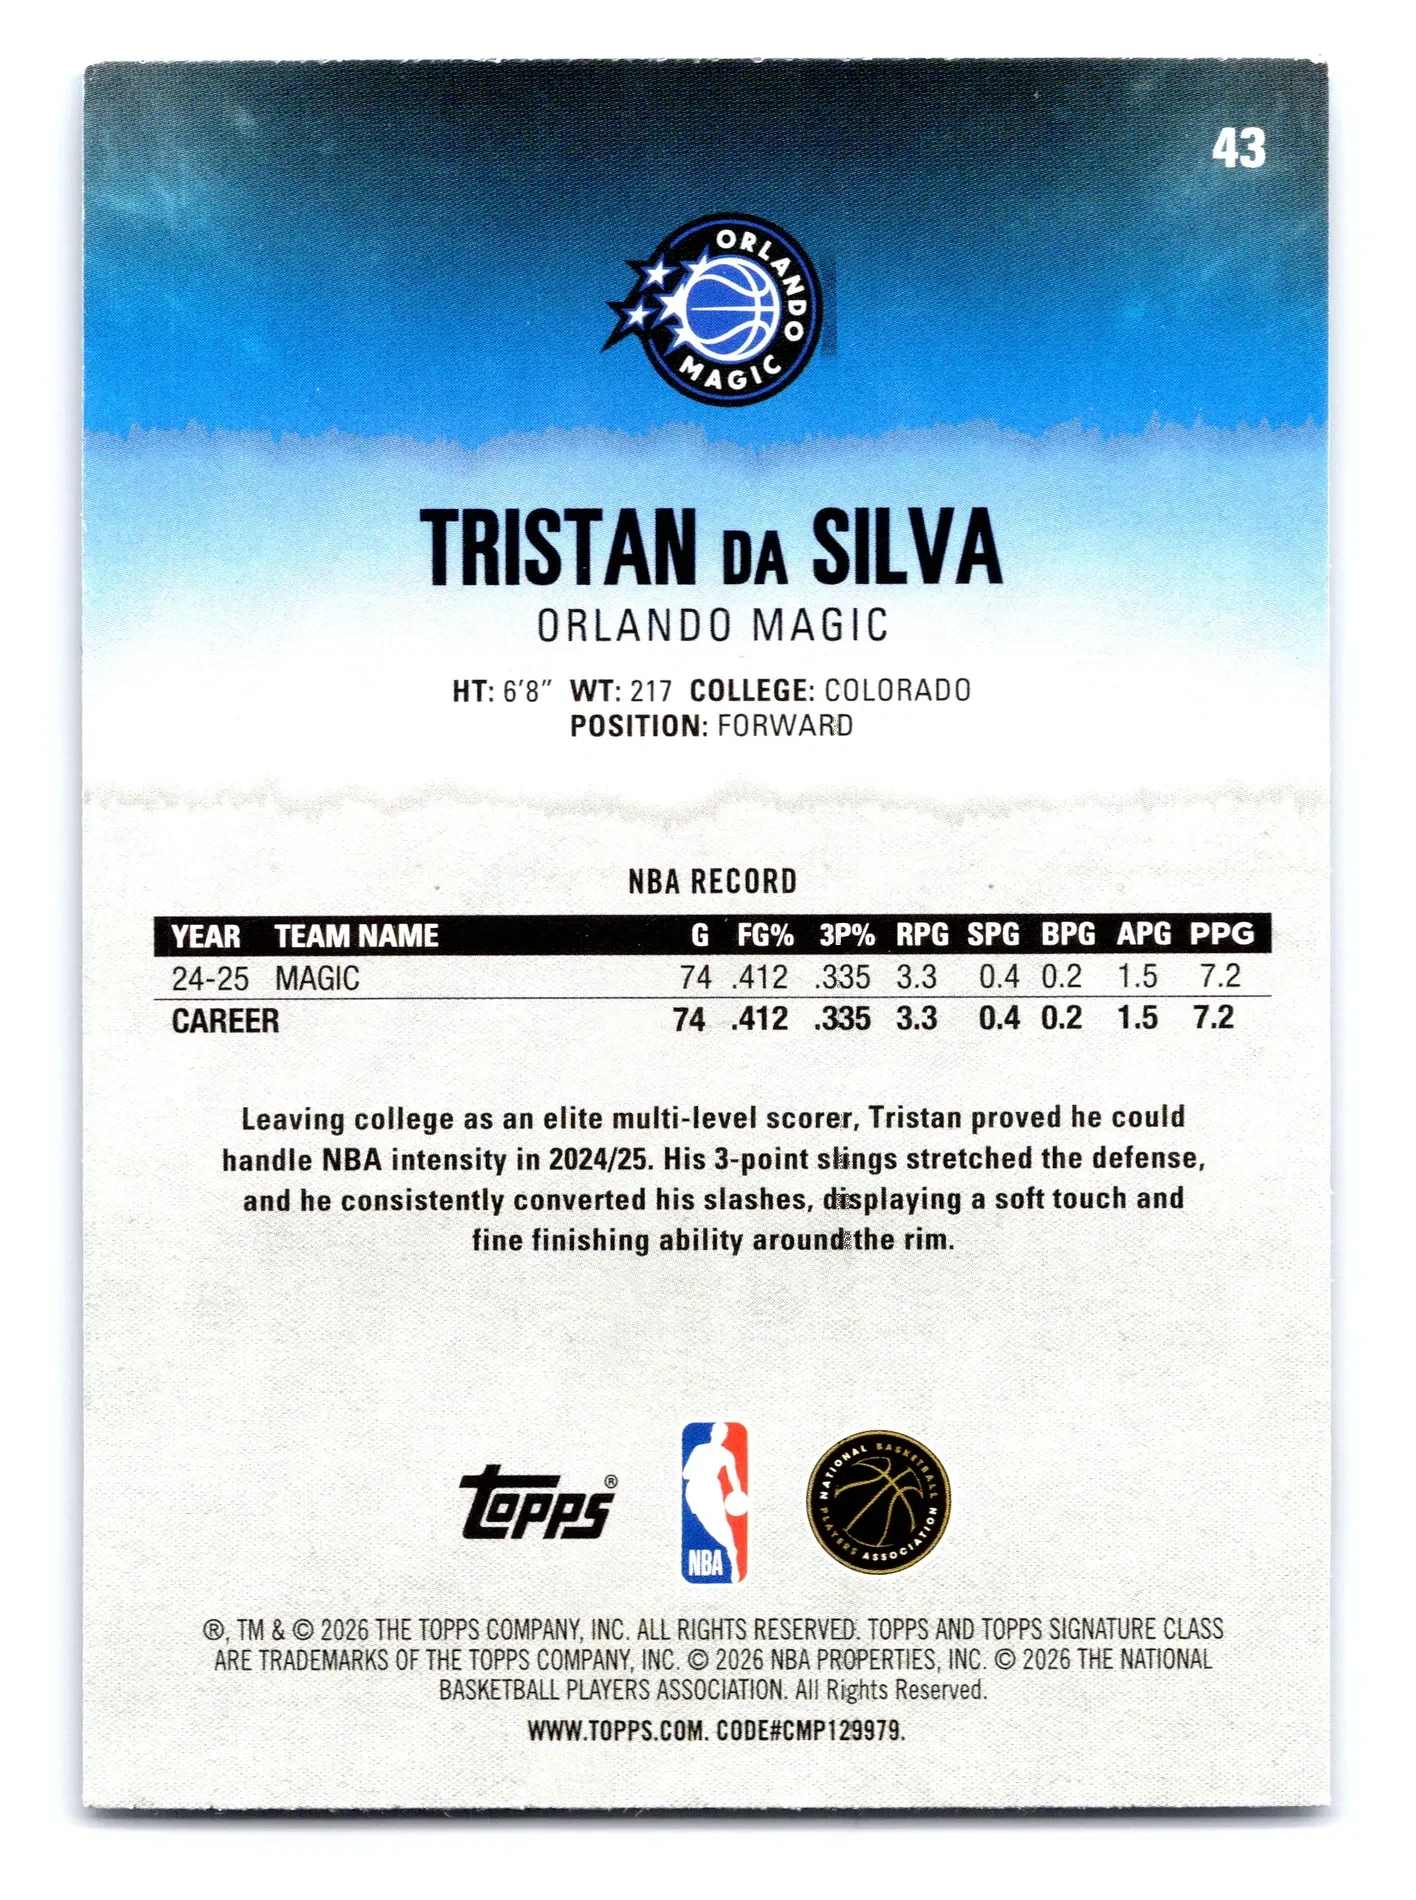 43
ORLANDO
MAGIC
TRISTAN DA SILVA
ORLANDO MAGIC
HT: 6'8" WT: 217 COLLEGE: COLORADO
POSITION: FORWARD
NBA RECORD
YEAR TEAM NAME G FG% 3P% RPG SPG BPG APG PPG
24-25 MAGIC 74 .412 .335 3.3 0.4 0.2 1.5 7.2
CAREER 74 .412 .335 3.3 0.4 0.2 1.5 7.2
Leaving college as an elite multi-level scorer, Tristan proved he could
handle NBA intensity in 2024/25. His 3-point slings stretched the defense,
and he consistently converted his slashes, displaying a soft touch and
fine finishing ability around the rim.
topps®
NBA
NATIONAL BASKETBALL
PLAYERS ASSOCIATION
®, TM & © 2026 THE TOPPS COMPANY, INC. ALL RIGHTS RESERVED. TOPPS AND TOPPS SIGNATURE CLASS
ARE TRADEMARKS OF THE TOPPS COMPANY, INC. © 2026 NBA PROPERTIES, INC. © 2026 THE NATIONAL
BASKETBALL PLAYERS ASSOCIATION. All Rights Reserved.
WWW.TOPPS.COM. CODE#CMP129979.